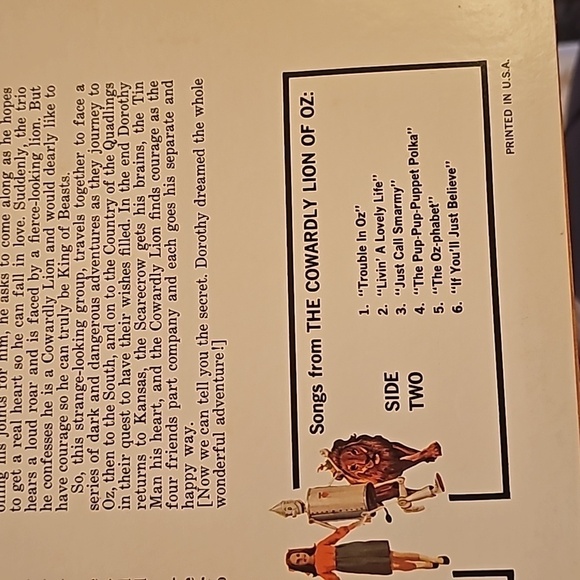 oiling his joints for him, he asks to come along as he hopes
to get a real heart so he can fall in love. Suddenly, the trio
hears a loud roar and is faced by a fierce-looking lion. But
he confesses he is a Cowardly Lion and would dearly like to
have courage so he can truly be King of Beasts.
So, this strange-looking group, travels together to face a
series of dark and dangerous adventures as they journey to
Oz, then to the South, and on to the Country of the Quadlings
in their quest to have their wishes filled. In the end Dorothy
returns to Kansas, the Scarecrow gets his brains, the Tin
Man his heart, and the Cowardly Lion finds courage as the
four friends part company and each goes his separate and
happy way.
[Now we can tell you the secret. Dorothy dreamed the whole
wonderful adventure!]
Songs from THE COWARDLY LION OF OZ:
SIDE
TWO
1. "Trouble In Oz"
2. "Livin' A Lovely Life"
3. "Just Call Smarmy"
4. "The Pup-Pup-Puppet Polka"
5. "The Oz-phabet"
6. "If You'll Just Believe"
PRINTED IN U.S.A.